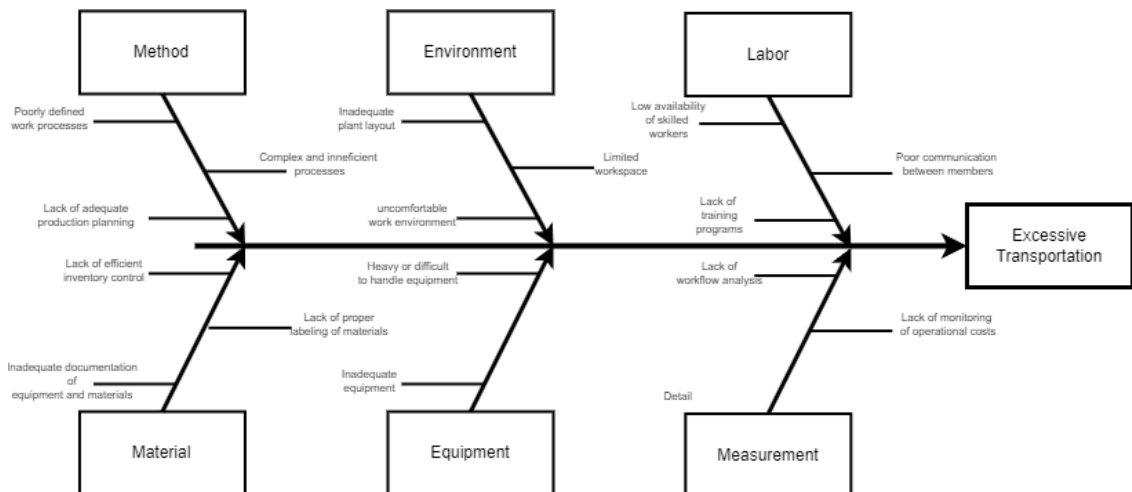 Method
Environment
Labor
Poorly defined
work processes
Inadequate
plant layout
Low availability
of skilled
workers
Complex and inneficient
processes
Limited
workspace
Poor communication
between members
Lack of adequate
production planning
uncomfortable
work environment
Lack of
training
programs
Excessive
Transportation
Lack of efficient
inventory control
Heavy or difficult
to handle equipment
Lack of
workflow analysis
Lack of proper
labeling of materials
Lack of monitoring
of operational costs
Inadequate documentation
of
equipment and materials
Inadequate
equipment
Detail
Material
Equipment
Measurement